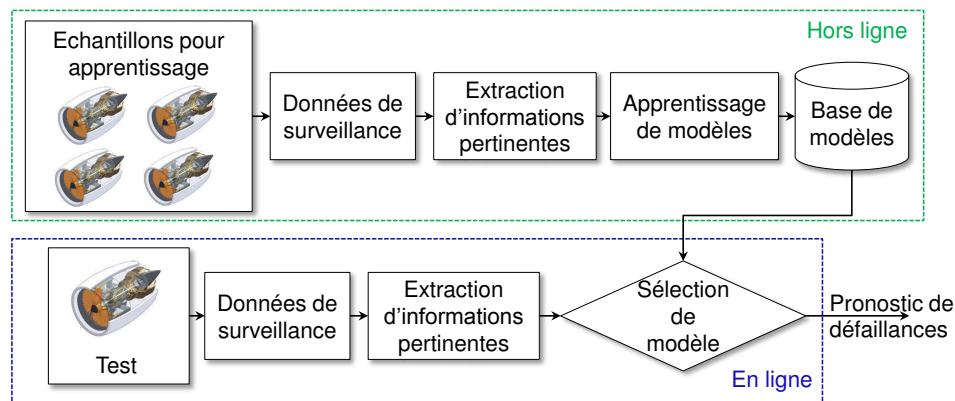 Echantillons pour
apprentissage
Hors ligne
Données de
surveillance
Extraction
d'informations
pertinentes
Apprentissage
de modèles
Base de
modèles
Test
Données de
surveillance
Extraction
d'informations
pertinentes
Sélection
de
modèle
Pronostic de
défaillances
En ligne